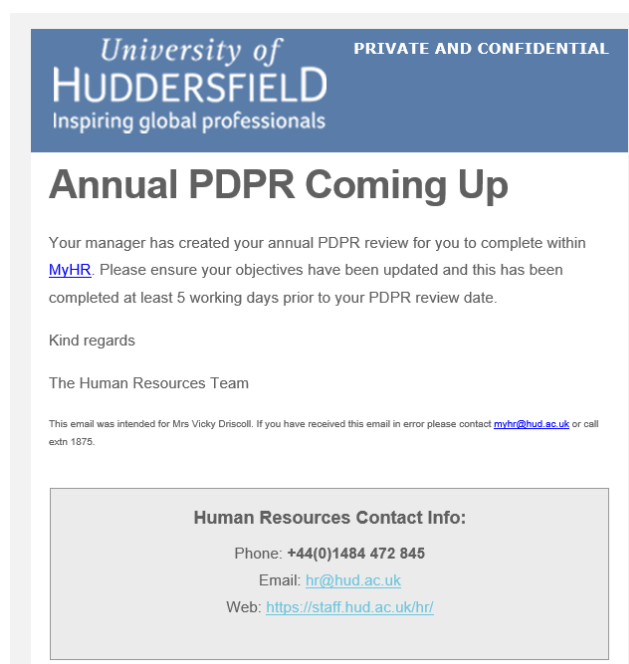 University of
PRIVATE AND CONFIDENTIAL
HUDDERSFIELD
Inspiring global professionals
Annual PDPR Coming Up
Your manager has created your annual PDPR review for you to complete within
MyHR. Please ensure your objectives have been updated and this has been
completed at least 5 working days prior to your PDPR review date.
Kind regards
The Human Resources Team
This email was intended for Mrs Vicky Driscoll. If you have received this email in error please contact myhr@hud.ac.uk or call
extn 1875.
Human Resources Contact Info:
Phone: +44(0)1484 472 845
Email: hr@hud.ac.uk
Web: https://staff.hud.ac.uk/hr/